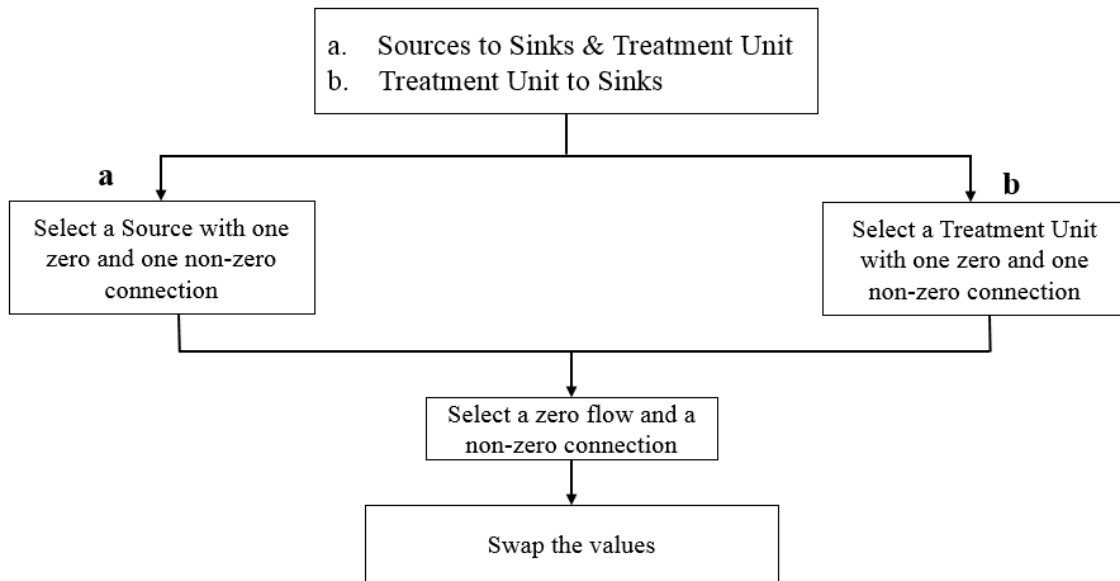 a. Sources to Sinks & Treatment Unit
b. Treatment Unit to Sinks
a
b
Select a Source with one
zero and one non-zero
connection
Select a Treatment Unit
with one zero and one
non-zero connection
Select a zero flow and a
non-zero connection
Swap the values